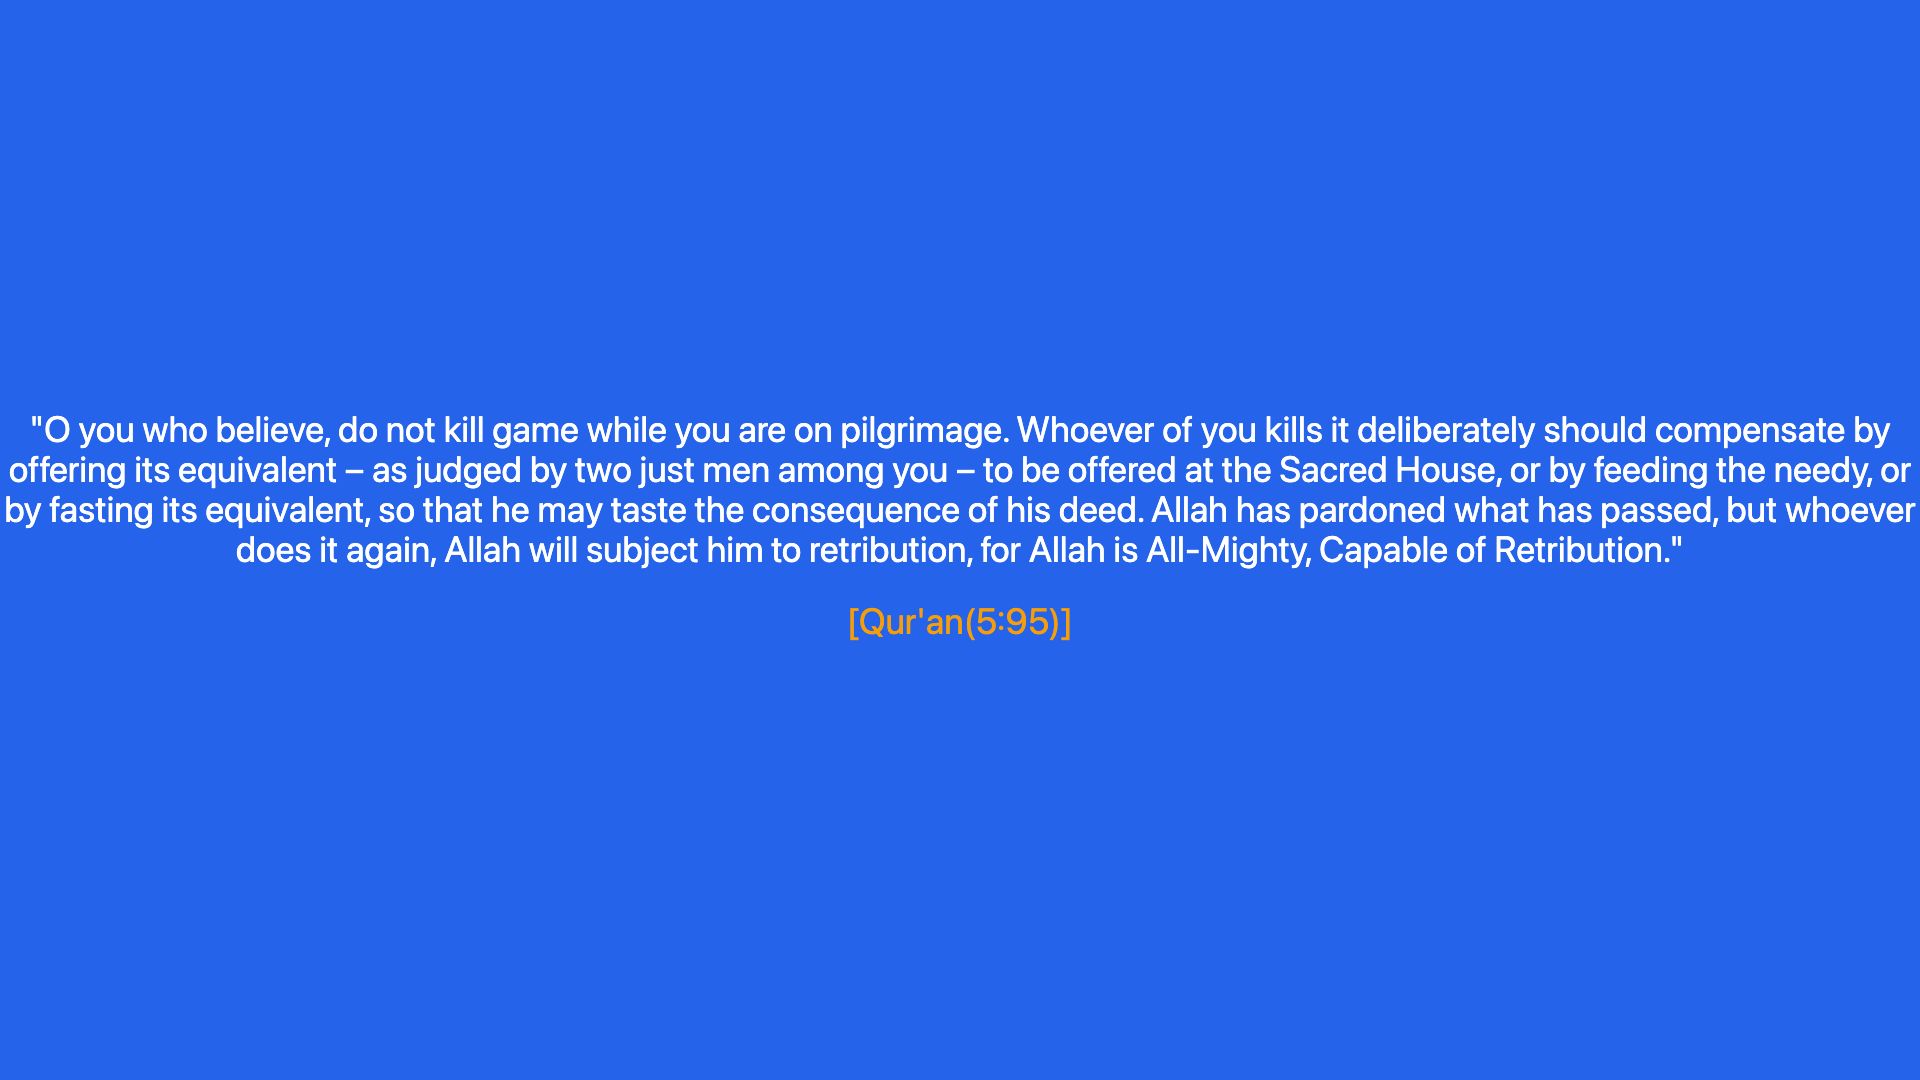 "O you who believe, do not kill game while you are on pilgrimage. Whoever of you kills it deliberately should compensate by
offering its equivalent – as judged by two just men among you – to be offered at the Sacred House, or by feeding the needy, or
by fasting its equivalent, so that he may taste the consequence of his deed. Allah has pardoned what has passed, but whoever
does it again, Allah will subject him to retribution, for Allah is All-Mighty, Capable of Retribution."
[Qur'an(5:95)]